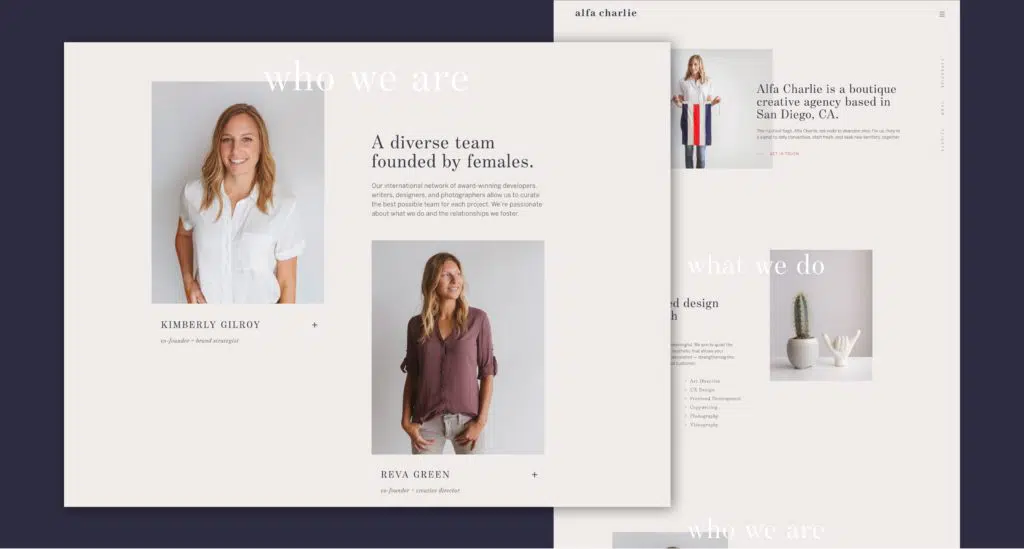 who we are
A diverse team
founded by females.
Our international network of award-winning developers,
writers, designers, and photographers allow us to curate
the best possible team for each project. We're passionate
about what we do and the relationships we foster.
KIMBERLY GILROY +
co-founder + brand strategist
REVA GREEN +
co-founder + creative director
alfa charlie
Alfa Charlie is a boutique
creative agency based in
San Diego, CA.
GET IN TOUCH
what we do
ed design
h
Art Direction
UX Design
Frontend Development
Copywriting
Photography
Videography
who we are